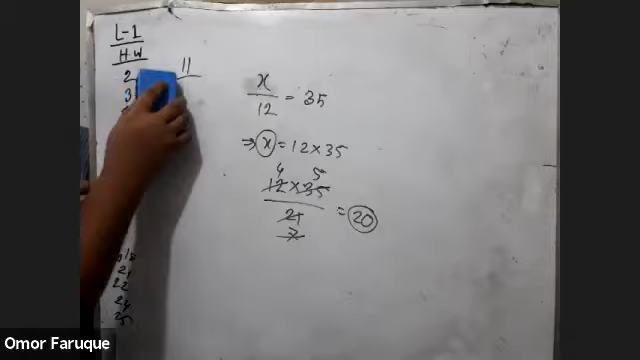 L-1
H.W
2
3
11
x/12 = 35
⇒ x = 12×35
4 5
12×35/21 = 20
7
21
22
24
25
Omor Faruque